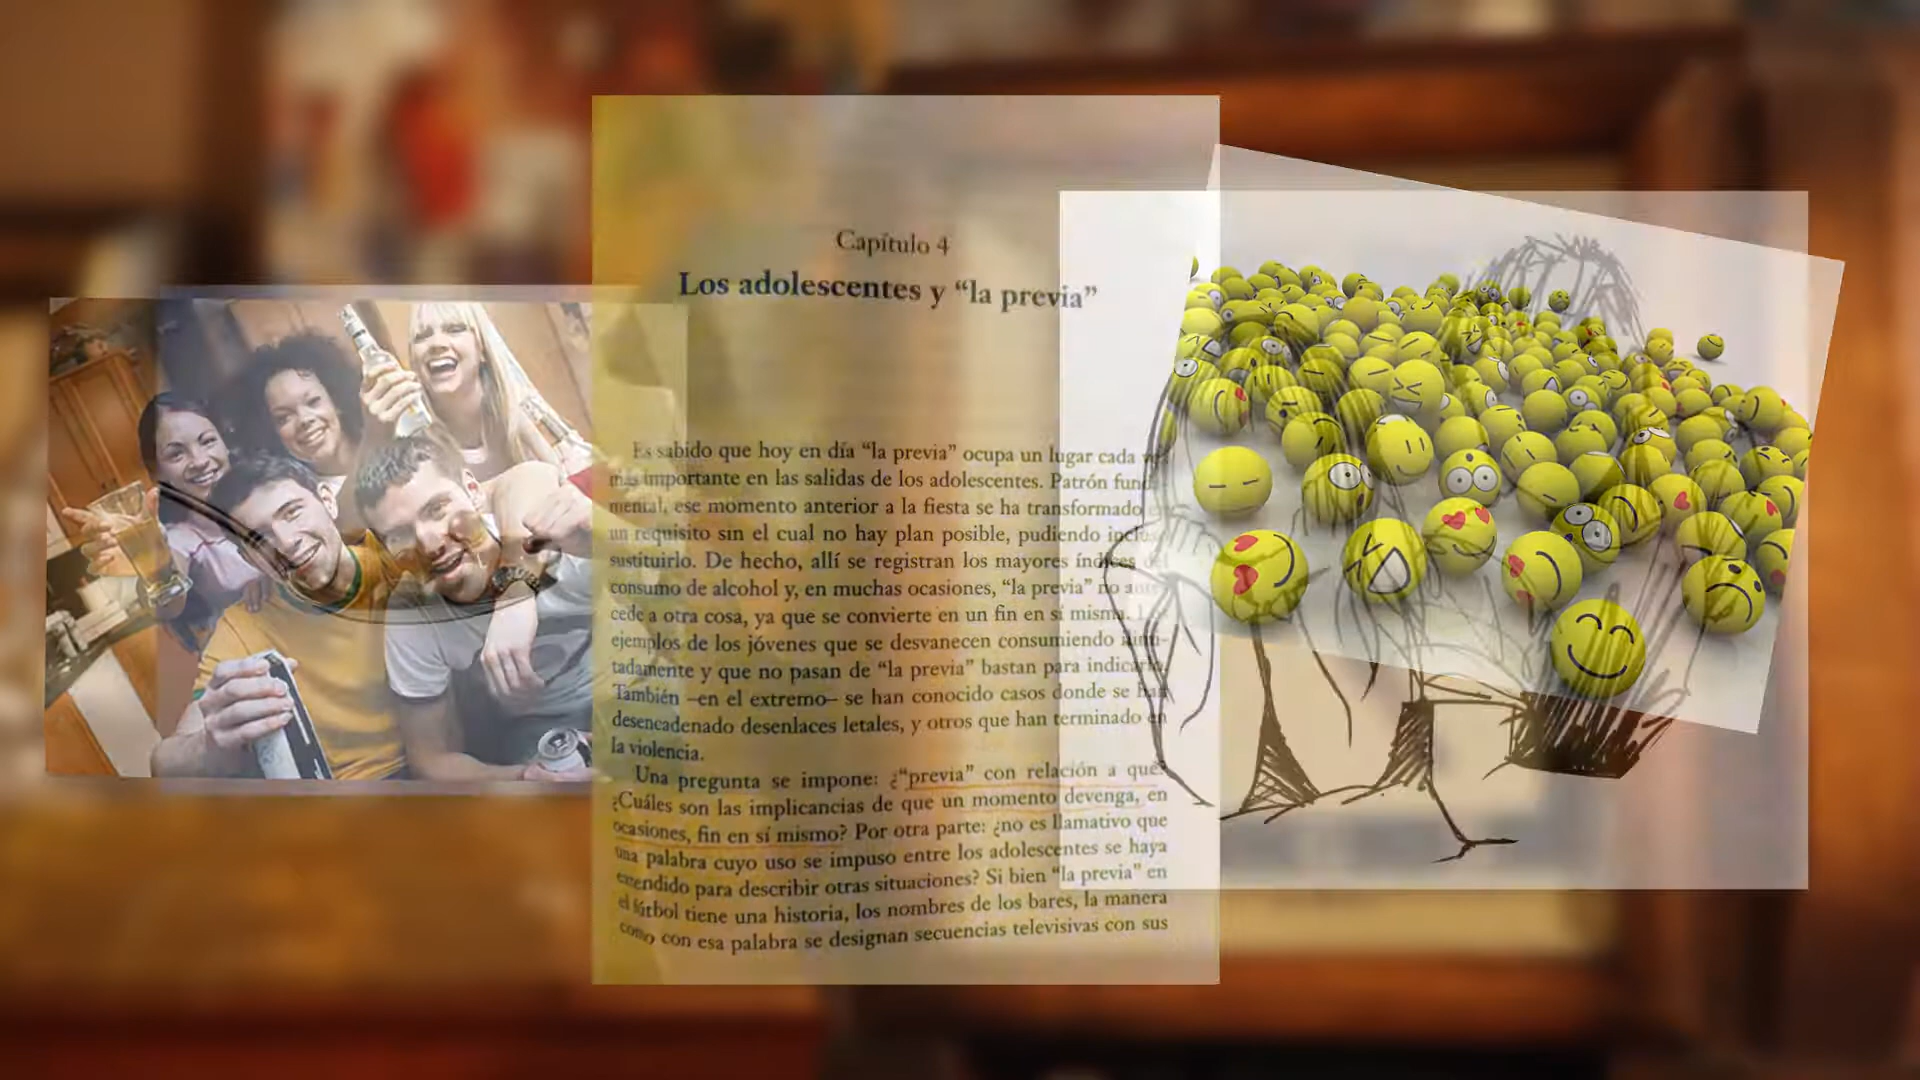 Capítulo 4
Los adolescentes y “la previa”
Es sabido que hoy en día “la previa” ocupa un lugar cada
más importante en las salidas de los adolescentes. Patrón fund
mental, ese momento anterior a la fiesta se ha transformado
un requisito sin el cual no hay plan posible, pudiendo inclu
sustituirlo. De hecho, allí se registran los mayores índices
consumo de alcohol y, en muchas ocasiones, “la previa” no
cede a otra cosa, ya que se convierte en un fin en sí misma.
ejemplos de los jóvenes que se desvanecen consumiendo
tadamente y que no pasan de “la previa” bastan para
También –en el extremo– se han conocido casos donde se han
desencadenado desenlaces letales, y otros que han terminado en
la violencia.
Una pregunta se impone: ¿“previa” con relación a qué?
¿Cuáles son las implicancias de que un momento devenga, en
ocasiones, fin en sí mismo? Por otra parte: ¿no es llamativo que
una palabra cuyo uso se impuso entre los adolescentes se haya
extendido para describir otras situaciones? Si bien “la previa” en
el fútbol tiene una historia, los nombres de los bares, la manera
como con esa palabra se designan secuencias televisivas con sus